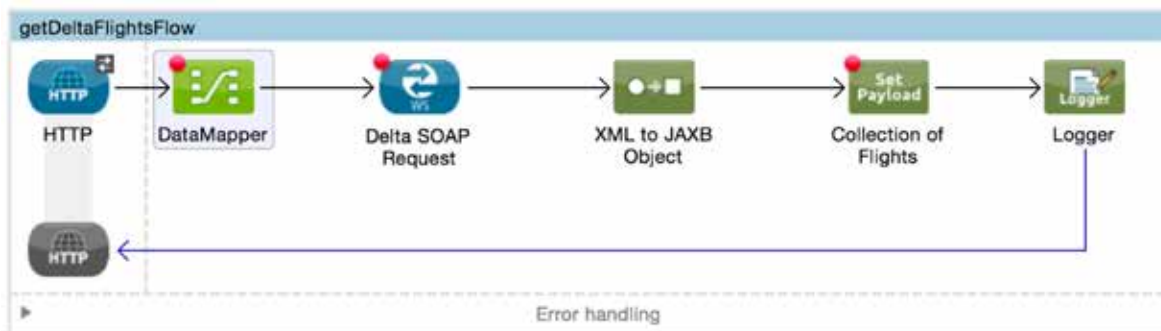 getDeltaFlightsFlow
HTTP
WS
Set
Payload
Logger
HTTP
DataMapper
Delta SOAP
Request
XML to JAXB
Object
Collection of
Flights
Logger
HTTP
Error handling